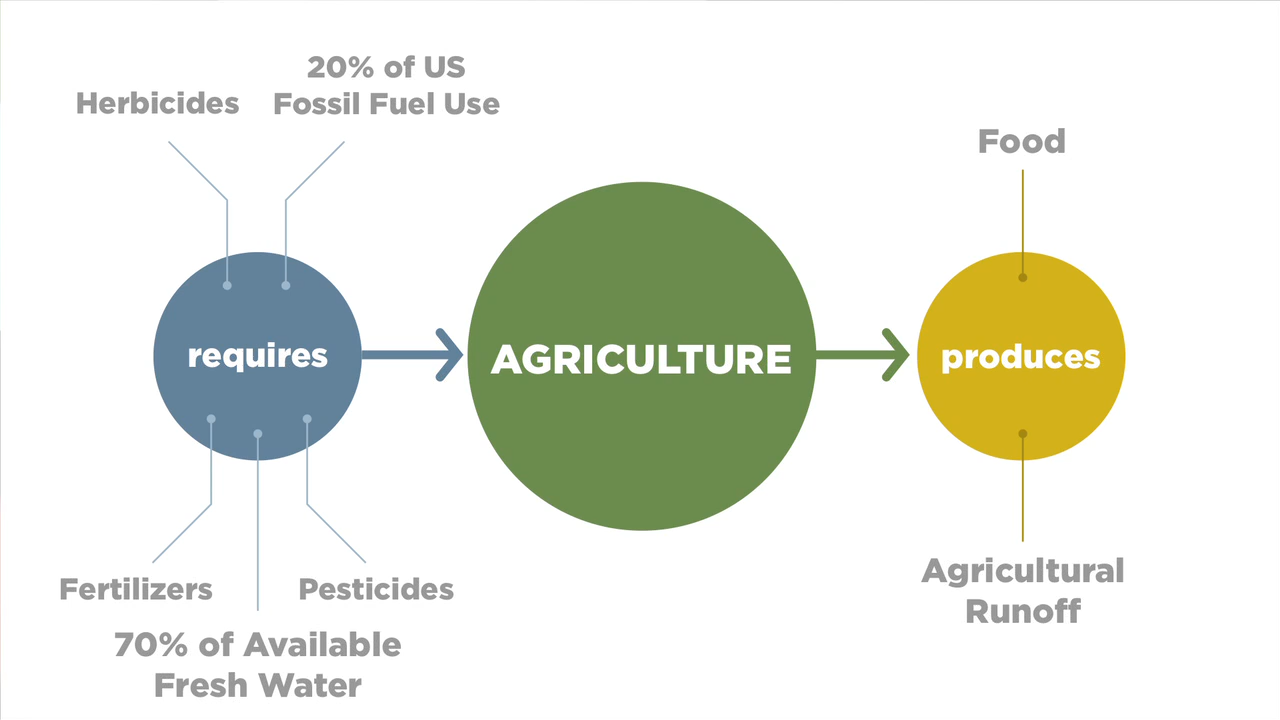 20% of US
Herbicides
Fossil Fuel Use
Food
requires
AGRICULTURE
produces
Fertilizers
Pesticides
70% of Available
Fresh Water
Agricultural
Runoff